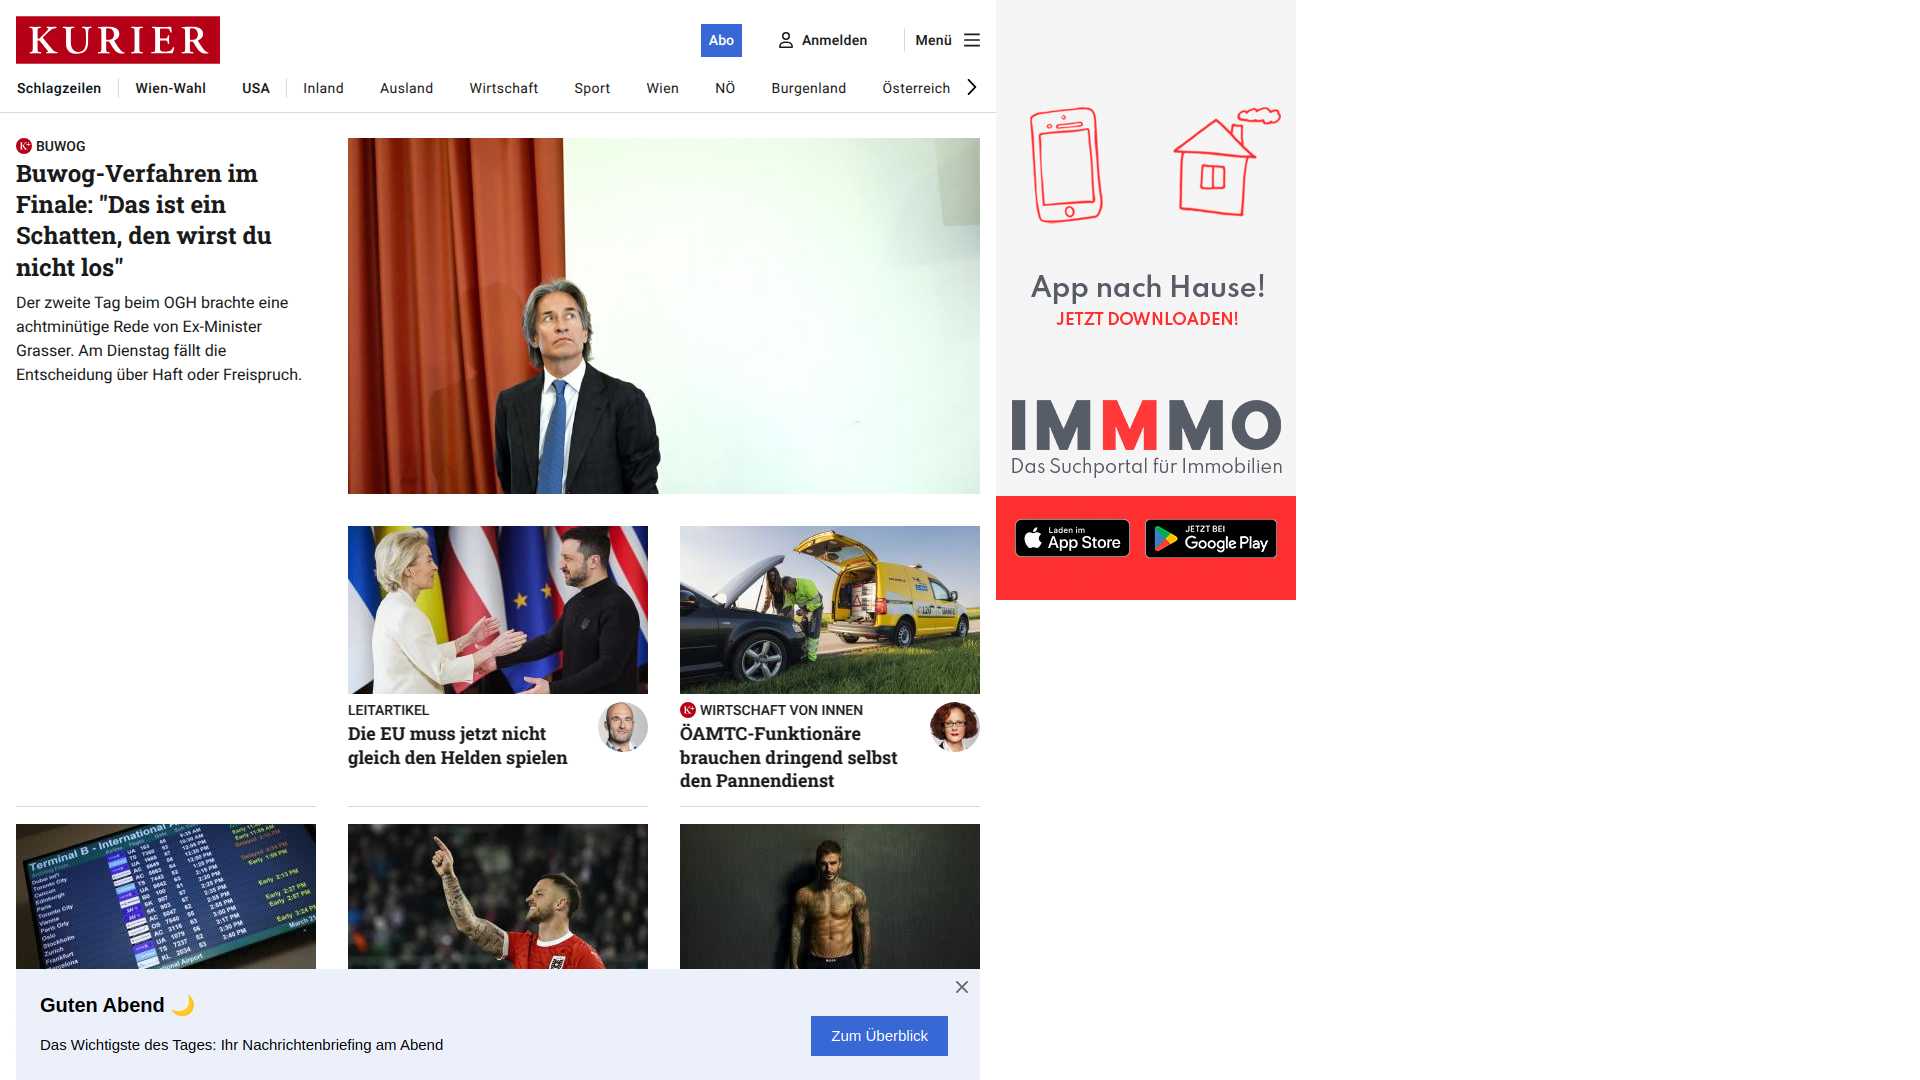 KURIER
Abo
Anmelden
Menü
Schlagzeilen
Wien-Wahl
USA
Inland
Ausland
Wirtschaft
Sport
Wien
NÖ
Burgenland
Österreich
BUWOG
Buwog-Verfahren im
Finale: "Das ist ein
Schatten, den wirst du
nicht los"
Der zweite Tag beim OGH brachte eine
achtminütige Rede von Ex-Minister
Grasser. Am Dienstag fällt die
Entscheidung über Haft oder Freispruch.
LEITARTIKEL
Die EU muss jetzt nicht
gleich den Helden spielen
K+ WIRTSCHAFT VON INNEN
ÖAMTC-Funktionäre
brauchen dringend selbst
den Pannendienst
Terminal B - International
Guten Abend 🌙
Das Wichtigste des Tages: Ihr Nachrichtenbriefing am Abend
Zum Überblick
App nach Hause!
JETZT DOWNLOADEN!
IMMMO
Das Suchportal für Immobilien
Laden im
App Store
JETZT BEI
Google Play